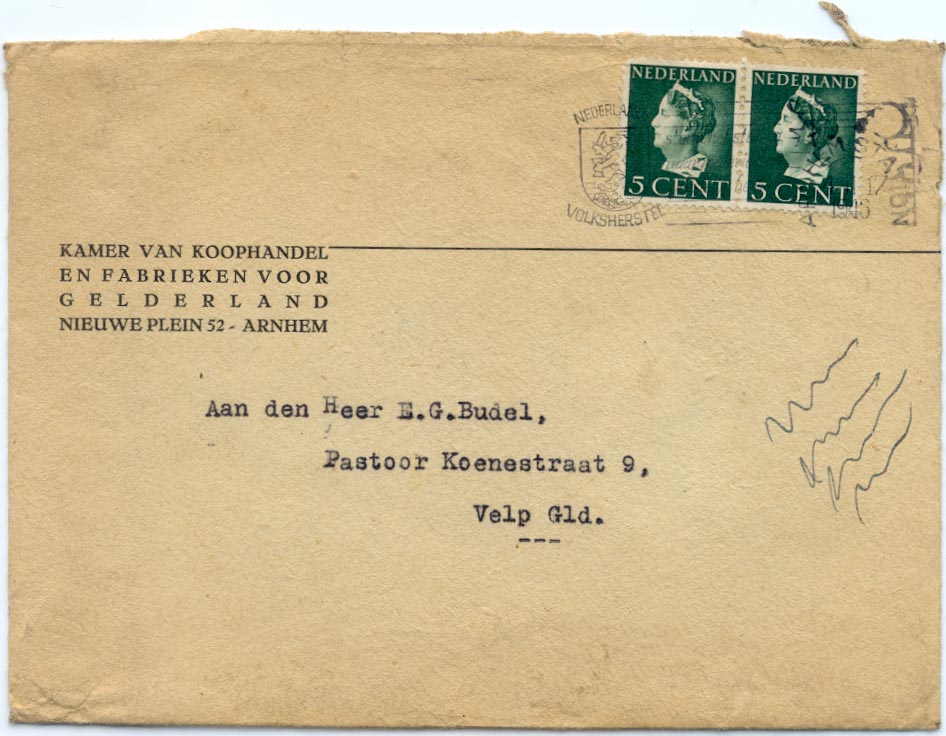 NEDERLAND NEDERLAND
5 CENT 5 CENT
VOLKSHERSTEL
KAMER VAN KOOPHANDEL
EN FABRIEKEN VOOR
GELDERLAND
NIEUWE PLEIN 52 - ARNHEM
Aan den Heer E.G.Budel,
Pastoor Koenestraat 9,
Velp Gld.
---